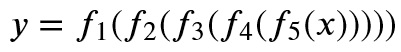 y = f₁(f₂(f₃(f₄(f₅(x)))))